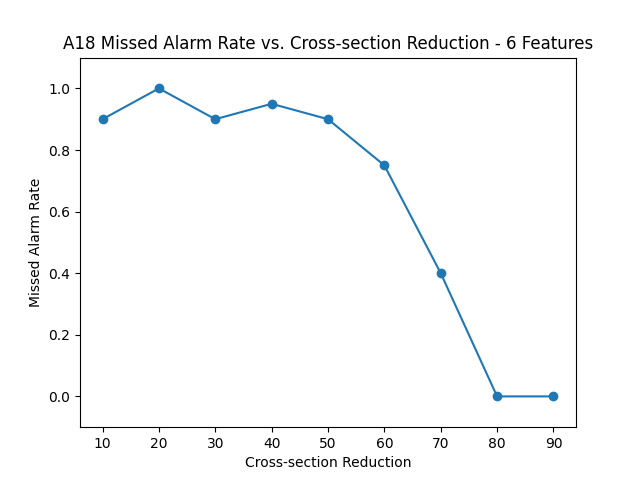 A18 Missed Alarm Rate vs. Cross-section Reduction - 6 Features
Missed Alarm Rate
1.0
0.8
0.6
0.4
0.2
0.0
10 20 30 40 50 60 70 80 90
Cross-section Reduction